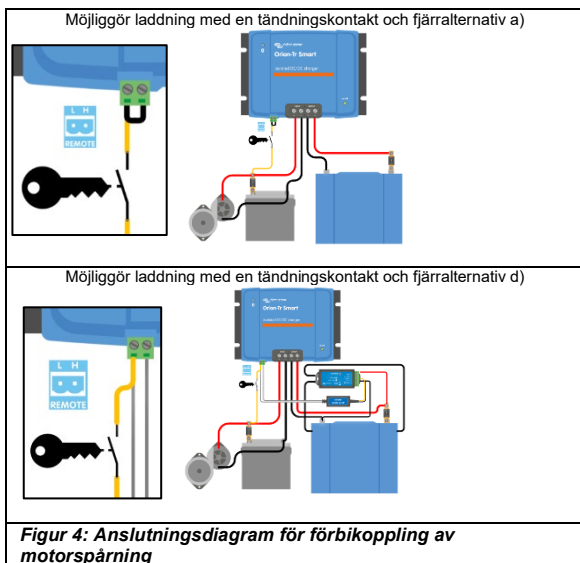 Möjliggör laddning med en tändningskontakt och fjärralternativ a)
L H
REMOTE
Orion-Tr Smart
Möjliggör laddning med en tändningskontakt och fjärralternativ d)
L H
REMOTE
Orion-Tr Smart
Figur 4: Anslutningsdiagram för förbikoppling av
motorspårning